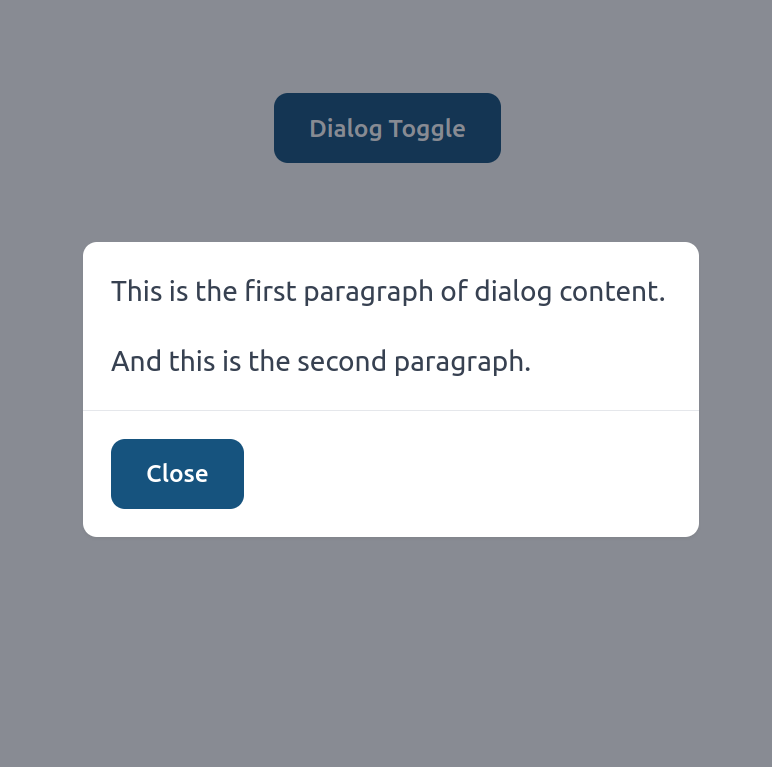 Dialog Toggle
This is the first paragraph of dialog content.
And this is the second paragraph.
Close